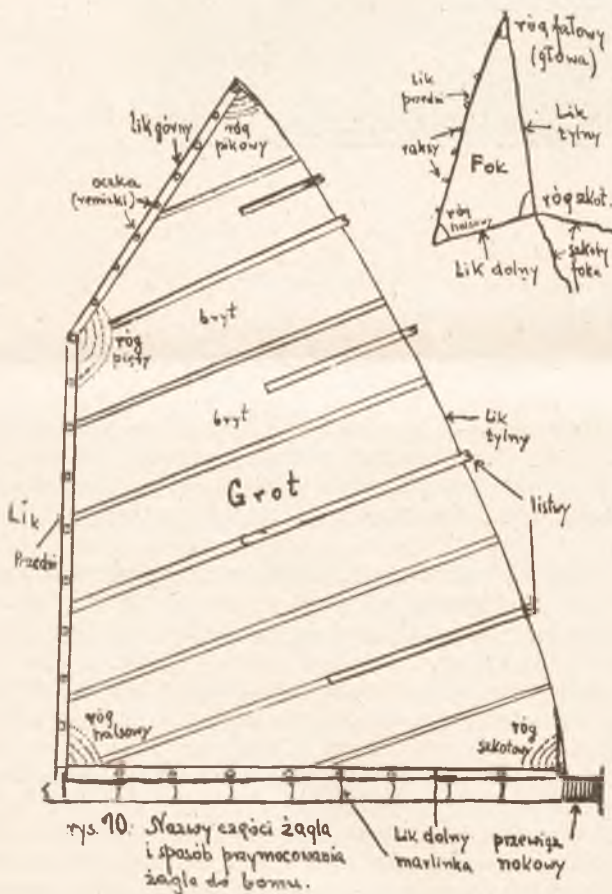 róg fałowy
(głowa)
Lik
przedni
raksy
Fok
Lik
tylny
róg
halsowy
róg szkot.
Lik dolny
szkoty
foka
Lik górny
róg
pikowy
oczka
(remizki)
róg
pięty
bryt
bryt
Lik
tylny
Grot
listwy
Lik
Przedni
róg
halsowy
róg
szkotowy
rys. 10. Nazwy części żagla
i sposób przymocowania
żagla do bomu.
Lik dolny
marlinka
przewiąz
nokowy